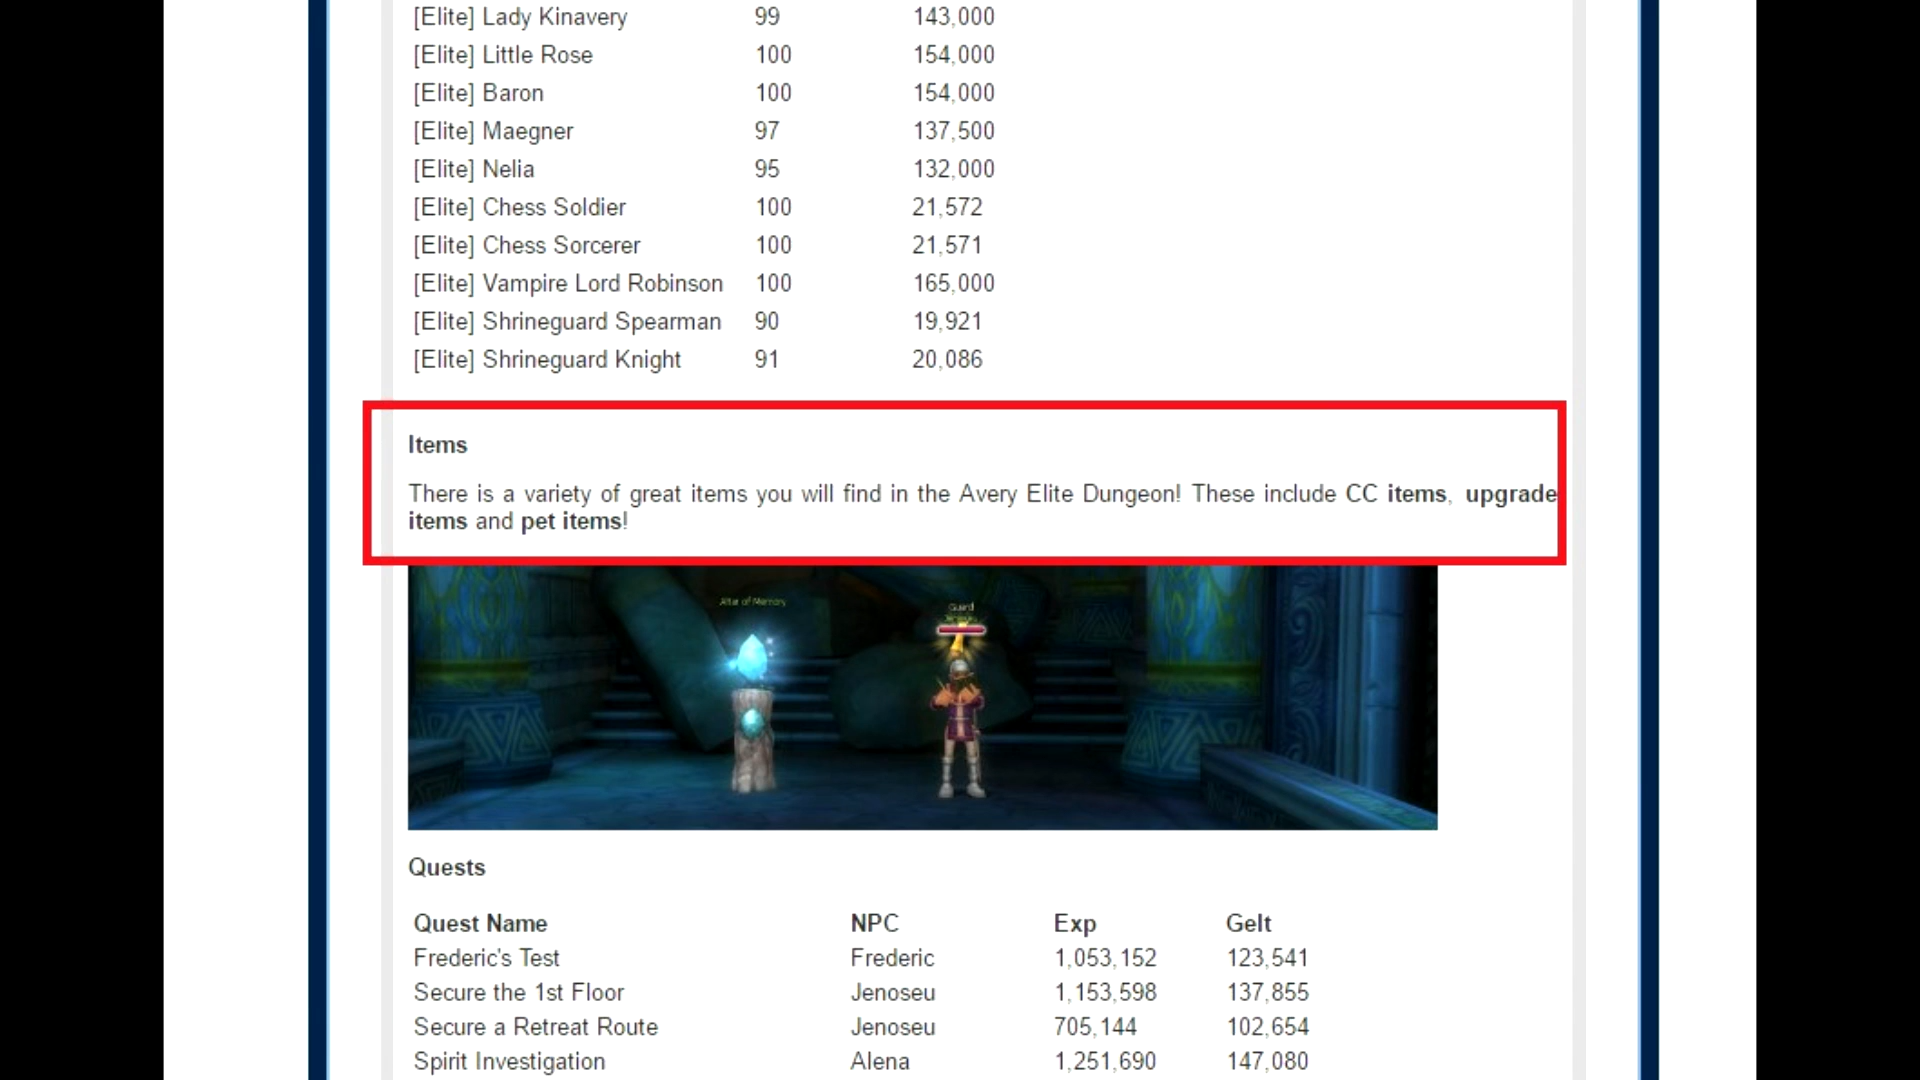 [Elite] Lady Kinavery 99 143,000
[Elite] Little Rose 100 154,000
[Elite] Baron 100 154,000
[Elite] Maegner 97 137,500
[Elite] Nelia 95 132,000
[Elite] Chess Soldier 100 21,572
[Elite] Chess Sorcerer 100 21,571
[Elite] Vampire Lord Robinson 100 165,000
[Elite] Shrineguard Spearman 90 19,921
[Elite] Shrineguard Knight 91 20,086
Items
There is a variety of great items you will find in the Avery Elite Dungeon! These include CC items, upgrade
items and pet items!
Altar of Memory
Guard
Quests
Quest Name NPC Exp Gelt
Frederic's Test Frederic 1,053,152 123,541
Secure the 1st Floor Jenoseu 1,153,598 137,855
Secure a Retreat Route Jenoseu 705,144 102,654
Spirit Investigation Alena 1,251,690 147,080